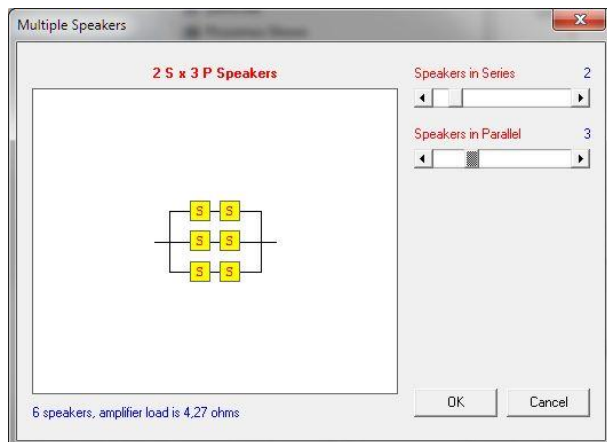 Multiple Speakers
2 S x 3 P Speakers
Speakers in Series 2
Speakers in Parallel 3
S S
S S
S S
6 speakers, amplifier load is 4,27 ohms
OK Cancel